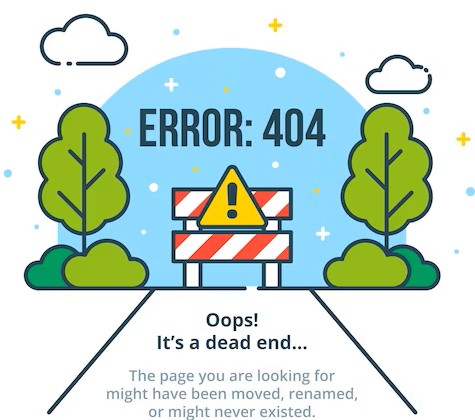 ERROR: 404
!
Oops!
It's a dead end...
The page you are looking for
might have been moved, renamed,
or might never existed.